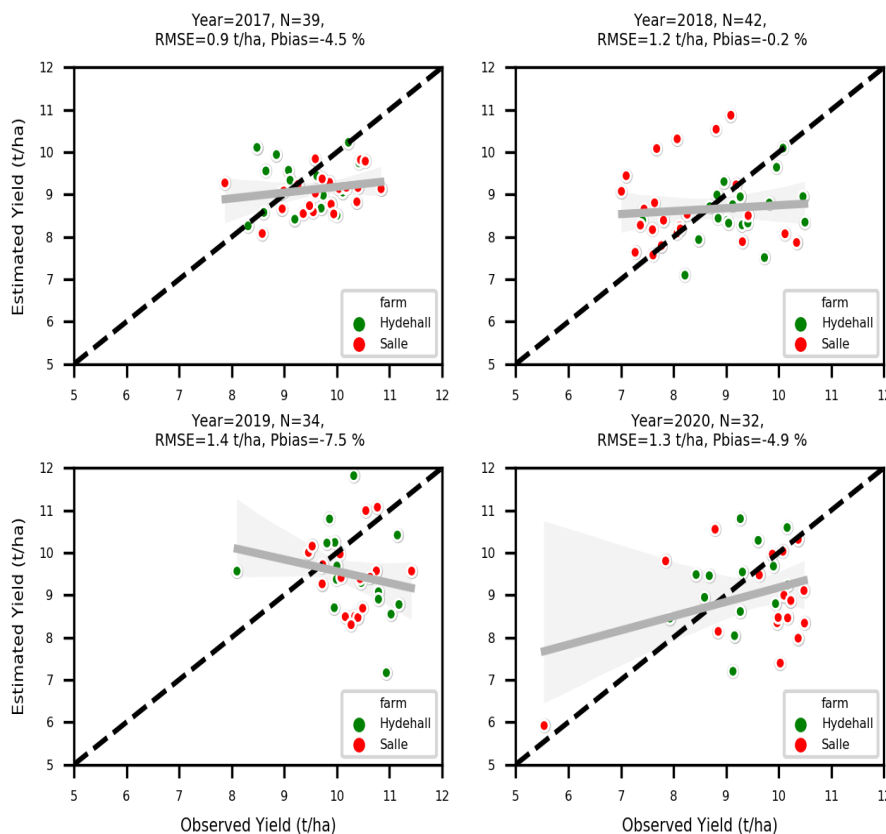 Year=2017, N=39,
RMSE=0.9 t/ha, Pbias=-4.5 %
12
11
10
9
8
7
6
5
Estimated Yield (t/ha)
farm
Hydehall
Salle
5 6 7 8 9 10 11 12
Year=2018, N=42,
RMSE=1.2 t/ha, Pbias=-0.2 %
12
11
10
9
8
7
6
5
farm
Hydehall
Salle
5 6 7 8 9 10 11 12
Year=2019, N=34,
RMSE=1.4 t/ha, Pbias=-7.5 %
12
11
10
9
8
7
6
5
Estimated Yield (t/ha)
farm
Hydehall
Salle
5 6 7 8 9 10 11 12
Observed Yield (t/ha)
Year=2020, N=32,
RMSE=1.3 t/ha, Pbias=-4.9 %
12
11
10
9
8
7
6
5
farm
Hydehall
Salle
5 6 7 8 9 10 11 12
Observed Yield (t/ha)